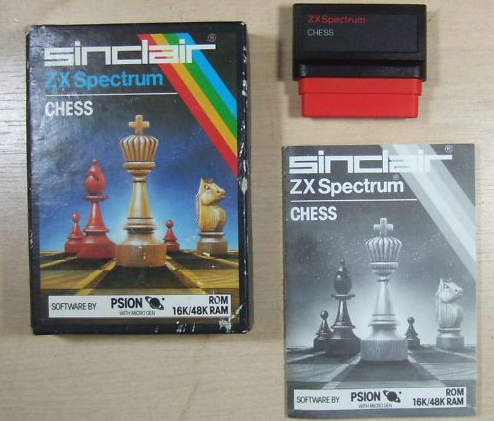 sinclair®
ZX Spectrum
CHESS
SOFTWARE BY PSION WITH MICRO GEN ROM
16K/48K RAM
ZX Spectrum
CHESS
sinclair®
ZX Spectrum®
CHESS
SOFTWARE BY PSION WITH MICRO GEN ROM
16K/48K RAM